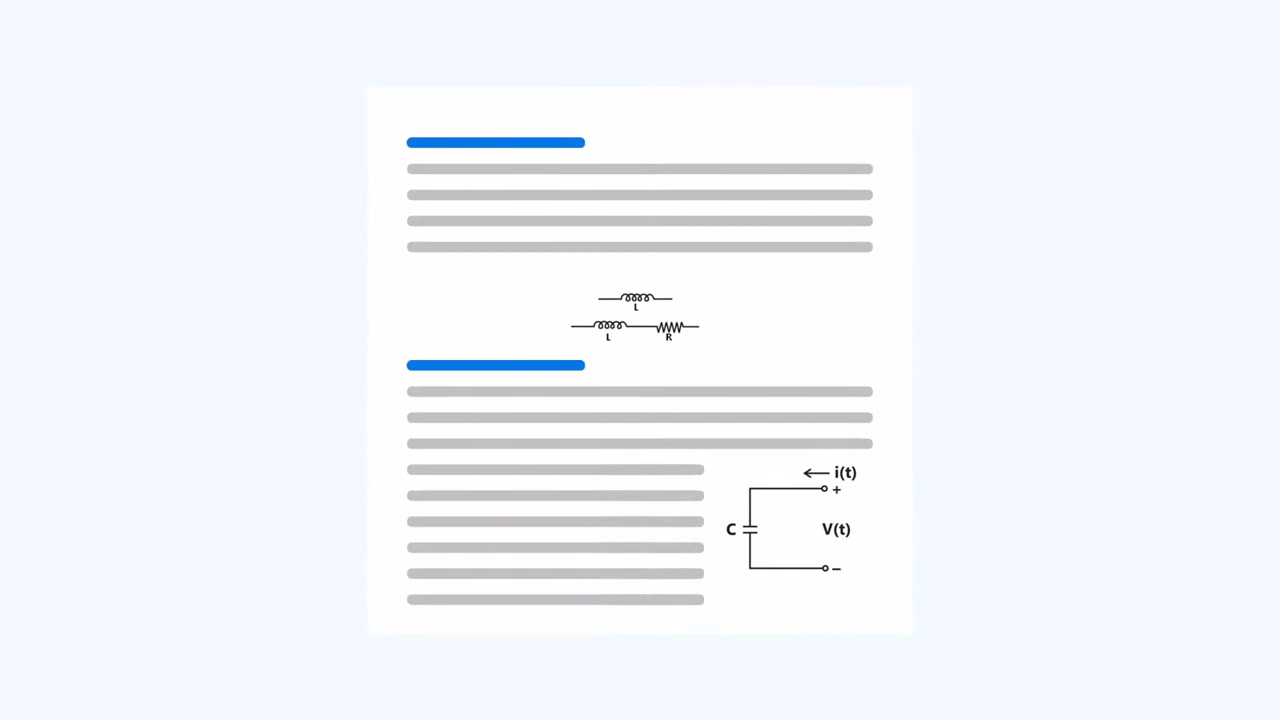 L
L R
← i(t)
+
C V(t)
−